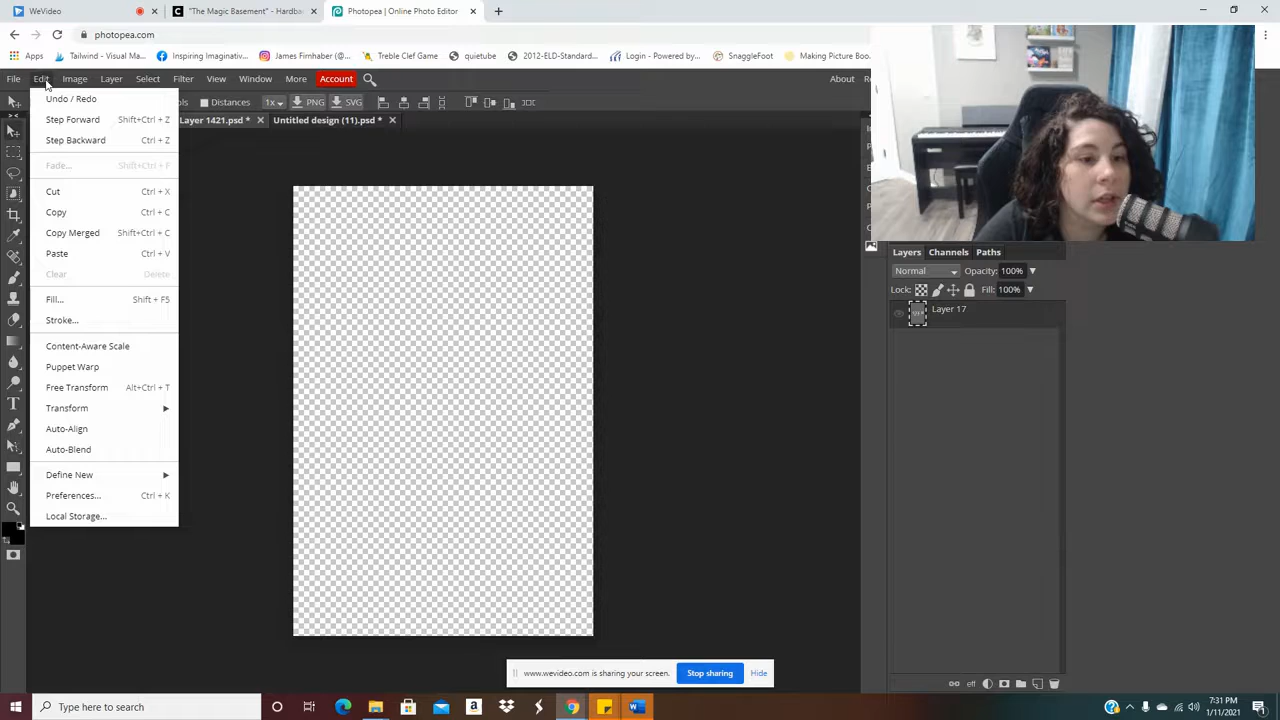 WeVideo
"The Magic Basement" - Hardba
Photopea | Online Photo Editor
photopea.com
Apps
Tailwind - Visual Ma...
Inspiring Imaginativ...
James Firnhaber (@...
Treble Clef Game
quietube
2012-ELD-Standard...
Login - Powered by...
SnaggleFoot
Making Picture Boo
File Edit Image Layer Select Filter View Window More Account About
Distances 1x PNG SVG
Layer 1421.psd * Untitled design (11).psd *
Undo / Redo
Step Forward Shift+Ctrl + Z
Step Backward Ctrl + Z
Fade... Shift+Ctrl + F
Cut Ctrl + X
Copy Ctrl + C
Copy Merged Shift+Ctrl + C
Paste Ctrl + V
Clear Delete
Fill... Shift + F5
Stroke...
Content-Aware Scale
Puppet Warp
Free Transform Alt+Ctrl + T
Transform
Auto-Align
Auto-Blend
Define New
Preferences... Ctrl + K
Local Storage...
Layers Channels Paths
Normal Opacity: 100%
Lock: Fill: 100%
Layer 17
eff
www.wevideo.com is sharing your screen. Stop sharing Hide
Type here to search
7:31 PM
1/11/2021